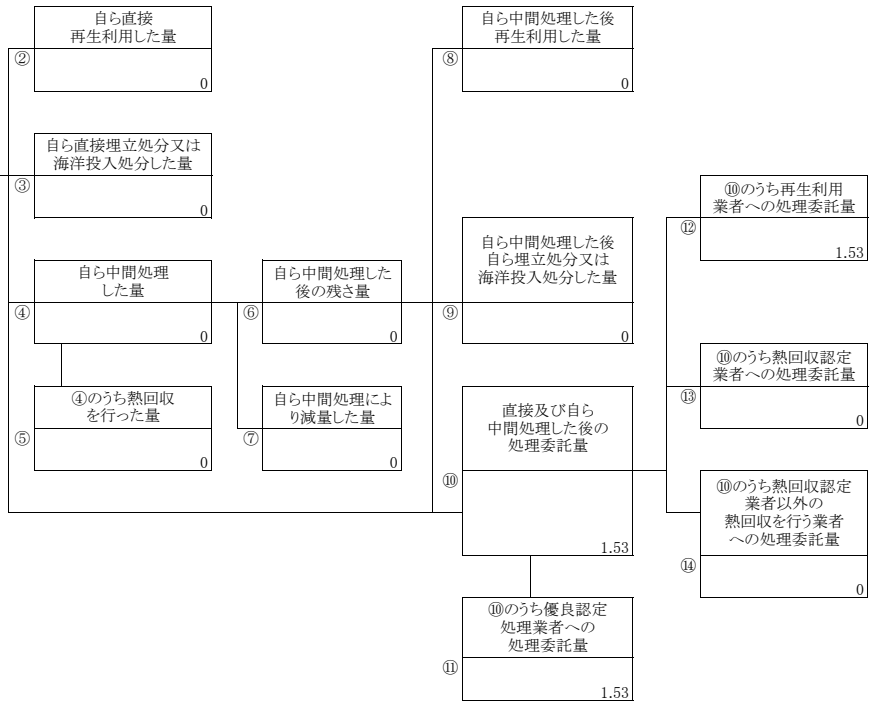 自ら直接
再生利用した量
②
0
自ら中間処理した後
再生利用した量
⑧
0
自ら直接埋立処分又は
海洋投入処分した量
③
0
⑩のうち再生利用
業者への処理委託量
⑫
1.53
自ら中間処理
した量
④
0
自ら中間処理した
後の残さ量
⑥
0
自ら中間処理した後
自ら埋立処分又は
海洋投入処分した量
⑨
0
⑩のうち熱回収認定
業者への処理委託量
⑬
0
④のうち熱回収
を行った量
⑤
0
自ら中間処理によ
り減量した量
⑦
0
直接及び自ら
中間処理した後の
処理委託量
⑩
1.53
⑩のうち熱回収認定
業者以外の
熱回収を行う業者
への処理委託量
⑭
0
⑩のうち優良認定
処理業者への
処理委託量
⑪
1.53